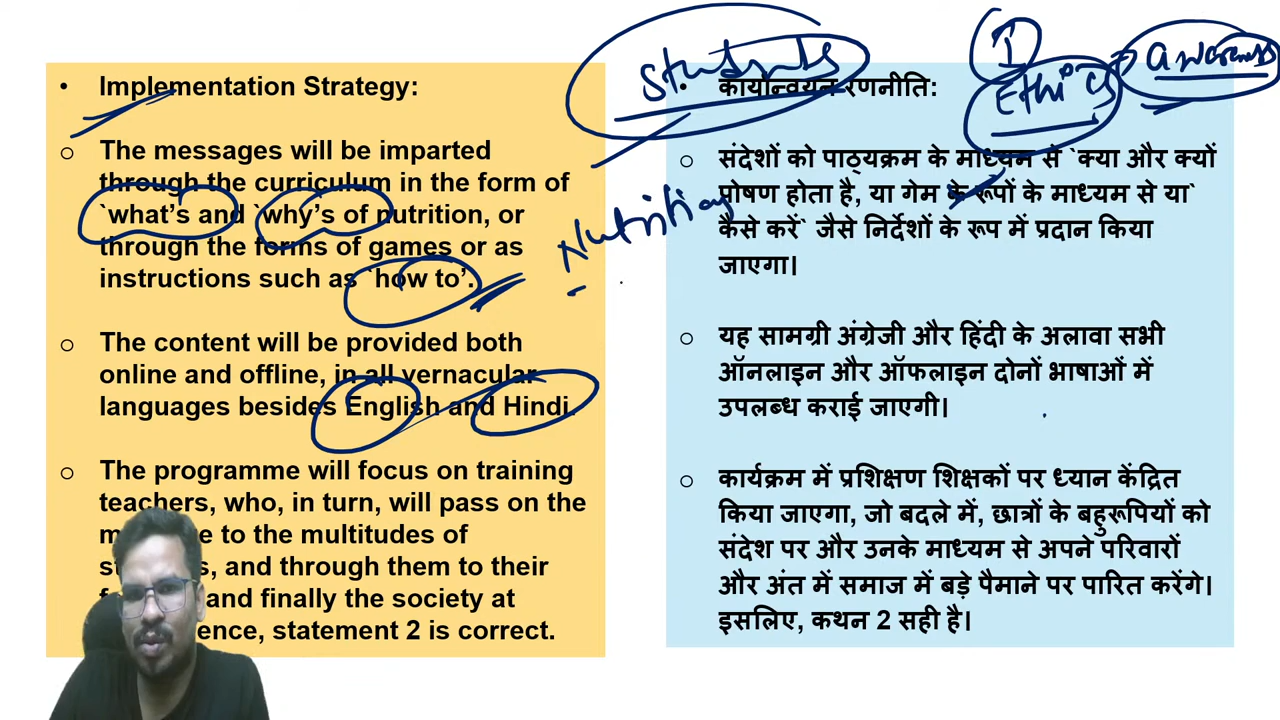 Students
I
Ethics → awareness
• Implementation Strategy:
o The messages will be imparted
through the curriculum in the form of
`what's and `why's of nutrition, or
through the forms of games or as
instructions such as `how to'.
Nutrition
o The content will be provided both
online and offline, in all vernacular
languages besides English and Hindi.
o The programme will focus on training
teachers, who, in turn, will pass on the
to the multitudes of
and through them to their
and finally the society at
statement 2 is correct.
• कार्यान्वयन रणनीति:
o संदेशों को पाठ्यक्रम के माध्यम से `क्या और क्यों
पोषण होता है, या गेम के रूपों के माध्यम से या`
कैसे करें` जैसे निर्देशों के रूप में प्रदान किया
जाएगा।
o यह सामग्री अंग्रेजी और हिंदी के अलावा सभी
ऑनलाइन और ऑफलाइन दोनों भाषाओं में
उपलब्ध कराई जाएगी।
o कार्यक्रम में प्रशिक्षण शिक्षकों पर ध्यान केंद्रित
किया जाएगा, जो बदले में, छात्रों के बहुरूपियों को
संदेश पर और उनके माध्यम से अपने परिवारों
और अंत में समाज में बड़े पैमाने पर पारित करेंगे।
इसलिए, कथन 2 सही है।